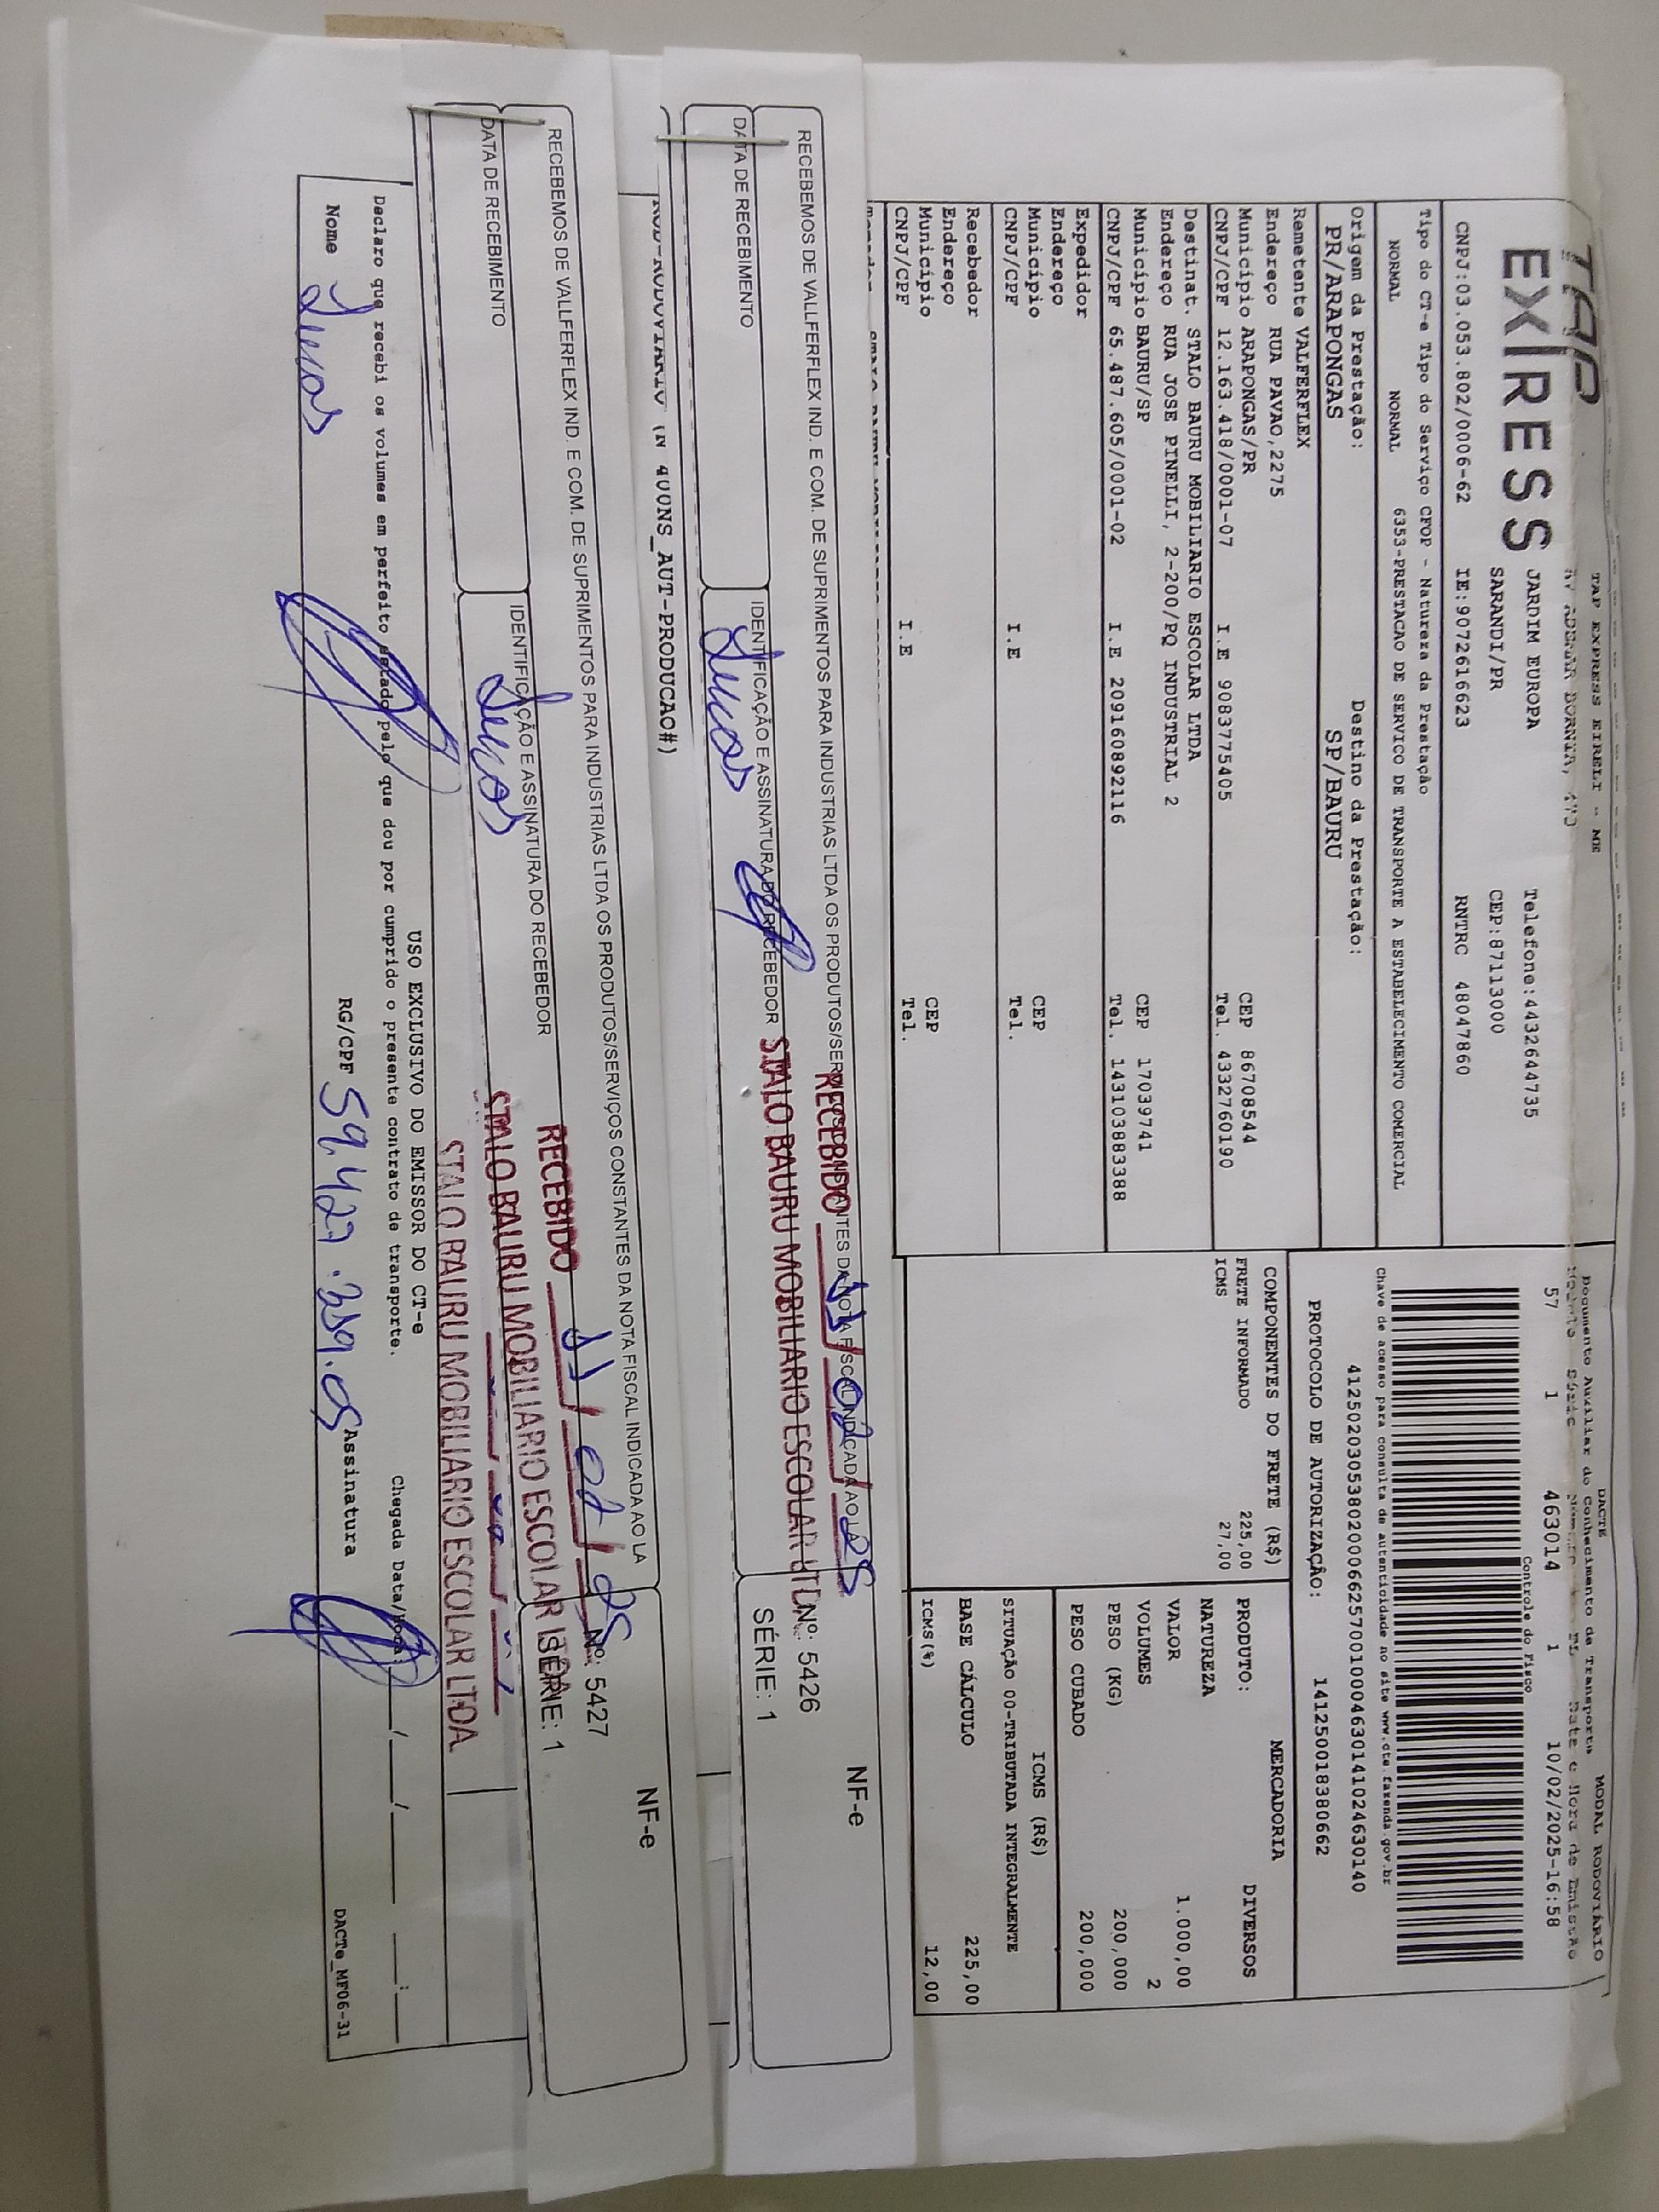 TAP
EXPRESS
TAP EXPRESS EIRELI - ME
JARDIM EUROPA Telefone:4432644735
SARANDI/PR CEP:87113000
CNPJ:03.053.802/0006-62 IE:9072616623 RNTRC 48047860
DACTE MODAL RODOVIÁRIO
Documento Auxiliar do Conhecimento de Transporte
57 1 463014 1 10/02/2025-16:58
Controle do Fisco
Chave de acesso para consulta de autenticidade no site www.cte.fazenda.gov.br
41250203053802000662570010004630141024630140
PROTOCOLO DE AUTORIZAÇÃO: 141250018380662
Tipo do CT-e Tipo do Serviço CFOP - Natureza da Prestação
NORMAL NORMAL 6353-PRESTACAO DE SERVICO DE TRANSPORTE A ESTABELECIMENTO COMERCIAL
Origem da Prestação: Destino da Prestação:
PR/ARAPONGAS SP/BAURU
Remetente VALFERFLEX
Endereço RUA PAVAO,2275
Município ARAPONGAS/PR CEP 86708544
CNPJ/CPF 12.163.418/0001-07 I.E 9083775405 Tel. 4332760190
Destinat. STALO BAURU MOBILIARIO ESCOLAR LTDA
Endereço RUA JOSE PINELLI, 2-200/PQ INDUSTRIAL 2
Município BAURU/SP CEP 17039741
CNPJ/CPF 65.487.605/0001-02 I.E 209160892116 Tel. 143103883388
Expedidor
Endereço
Município CEP
CNPJ/CPF I.E Tel.
Recebedor
Endereço
Município CEP
CNPJ/CPF I.E Tel.
COMPONENTES DO FRETE (R$)
FRETE INFORMADO 225,00
ICMS 27,00
MERCADORIA
PRODUTO: DIVERSOS
NATUREZA
VALOR 1.000,00
VOLUMES 2
PESO (KG) 200,000
PESO CUBADO 200,000
ICMS (R$)
SITUAÇÃO 00-TRIBUTADA INTEGRALMENTE
BASE CÁLCULO 225,00
ICMS(%) 12,00
RECEBEMOS DE VALLFERFLEX IND. E COM. DE SUPRIMENTOS PARA INDUSTRIAS LTDA OS PRODUTOS/SERVIÇOS CONSTANTES DA NOTA FISCAL INDICADA AO LA
NF-e
DATA DE RECEBIMENTO IDENTIFICAÇÃO E ASSINATURA DO RECEBEDOR
Nº: 5426
SÉRIE: 1
Lucas
RECEBIDO 11/02/25
STALO BAURU MOBILIARIO ESCOLAR LTDA
AUT-PRODUCAO#)
RECEBEMOS DE VALLFERFLEX IND. E COM. DE SUPRIMENTOS PARA INDUSTRIAS LTDA OS PRODUTOS/SERVIÇOS CONSTANTES DA NOTA FISCAL INDICADA AO LA
NF-e
DATA DE RECEBIMENTO IDENTIFICAÇÃO E ASSINATURA DO RECEBEDOR
Nº: 5427
SÉRIE: 1
Lucas
RECEBIDO 11/02/25
STALO BAURU MOBILIARIO ESCOLAR LTDA
STALO BAURU MOBILIARIO ESCOLAR LTDA
USO EXCLUSIVO DO EMISSOR DO CT-e
Declaro que recebi os volumes em perfeito estado pelo que dou por cumprido o presente contrato de transporte.
Chegada Data/Hora: __/__/____ __:__
Nome Lucas RG/CPF Assinatura
DACTe_MF06-31